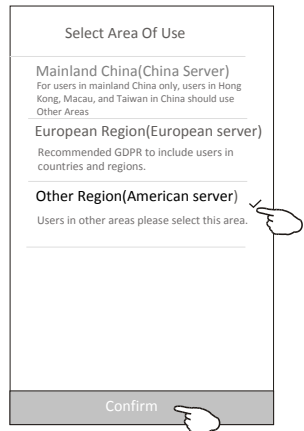 Select Area Of Use
Mainland China(China Server)
For users in mainland China only, users in Hong
Kong, Macau, and Taiwan in China should use
Other Areas
European Region(European server)
Recommended GDPR to include users in
countries and regions.
Other Region(American server)
Users in other areas please select this area.
Confirm